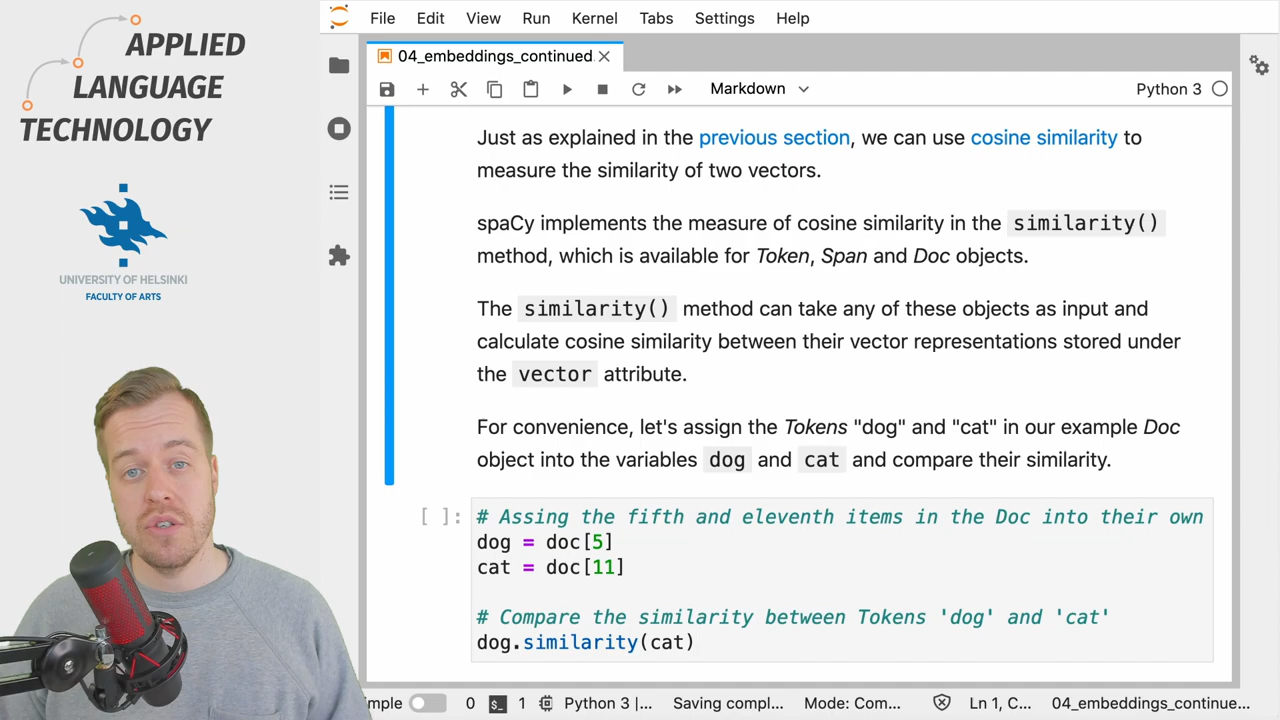 APPLIED
LANGUAGE
TECHNOLOGY
UNIVERSITY OF HELSINKI
FACULTY OF ARTS
File Edit View Run Kernel Tabs Settings Help
04_embeddings_continued
Markdown
Python 3
Just as explained in the previous section, we can use cosine similarity to
measure the similarity of two vectors.
spaCy implements the measure of cosine similarity in the similarity()
method, which is available for Token, Span and Doc objects.
The similarity() method can take any of these objects as input and
calculate cosine similarity between their vector representations stored under
the vector attribute.
For convenience, let's assign the Tokens "dog" and "cat" in our example Doc
object into the variables dog and cat and compare their similarity.
[ ]:
# Assing the fifth and eleventh items in the Doc into their own
dog = doc[5]
cat = doc[11]
# Compare the similarity between Tokens 'dog' and 'cat'
dog.similarity(cat)
mple 0 $_ 1 Python 3 |... Saving compl... Mode: Com... Ln 1, C... 04_embeddings_continue...